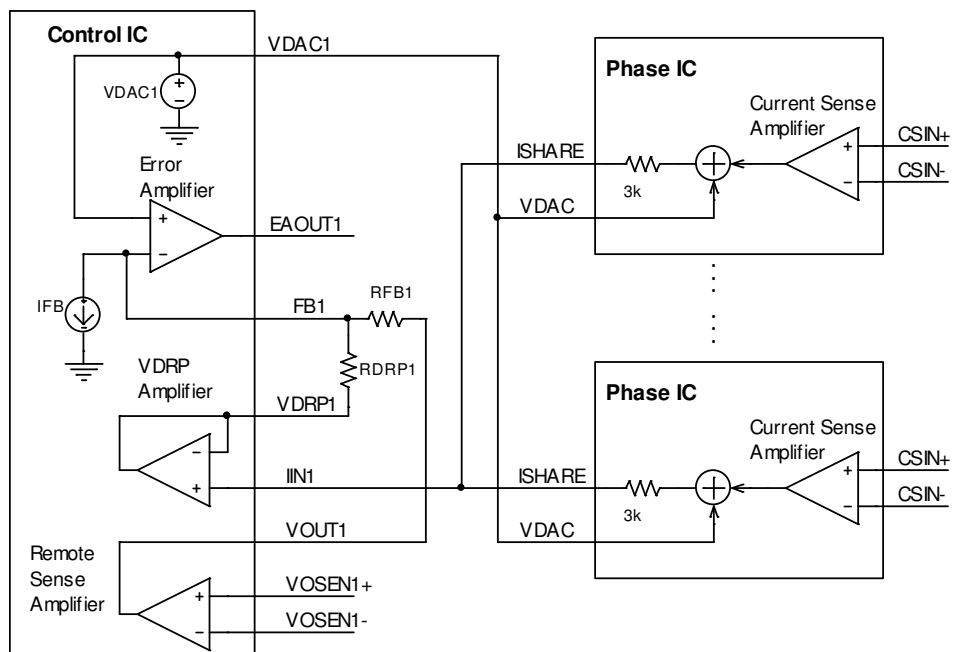 Control IC
VDAC1
VDAC1
+
−
Error
Amplifier
+
−
EAOUT1
IFB
FB1
RFB1
RDRP1
VDRP
Amplifier
VDRP1
−
+
IIN1
VOUT1
Remote
Sense
Amplifier
+
−
VOSEN1+
VOSEN1-
Phase IC
Current Sense
Amplifier
+
−
CSIN+
CSIN-
ISHARE
3k
VDAC
Phase IC
Current Sense
Amplifier
+
−
CSIN+
CSIN-
ISHARE
3k
VDAC